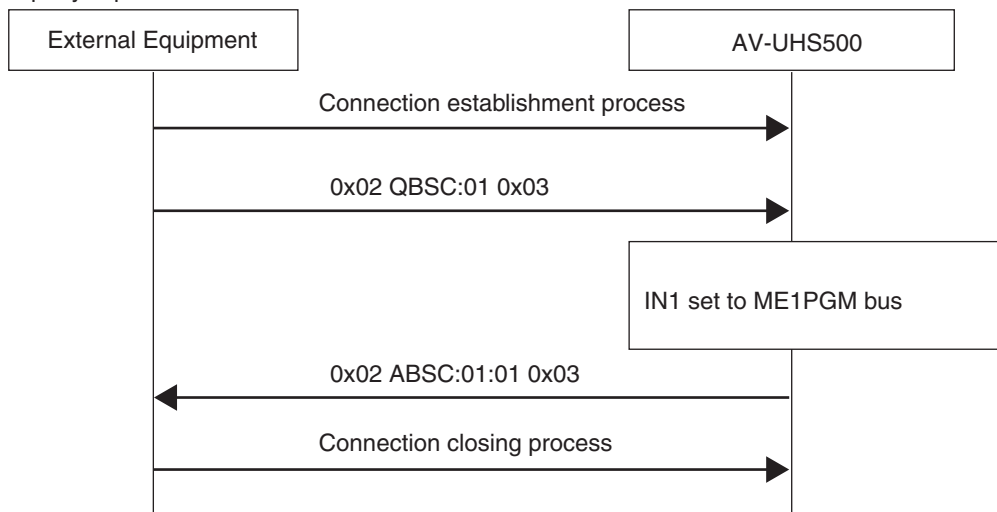 External Equipment
AV-UHS500
Connection establishment process
0x02 QBSC:01 0x03
IN1 set to ME1PGM bus
0x02 ABSC:01:01 0x03
Connection closing process